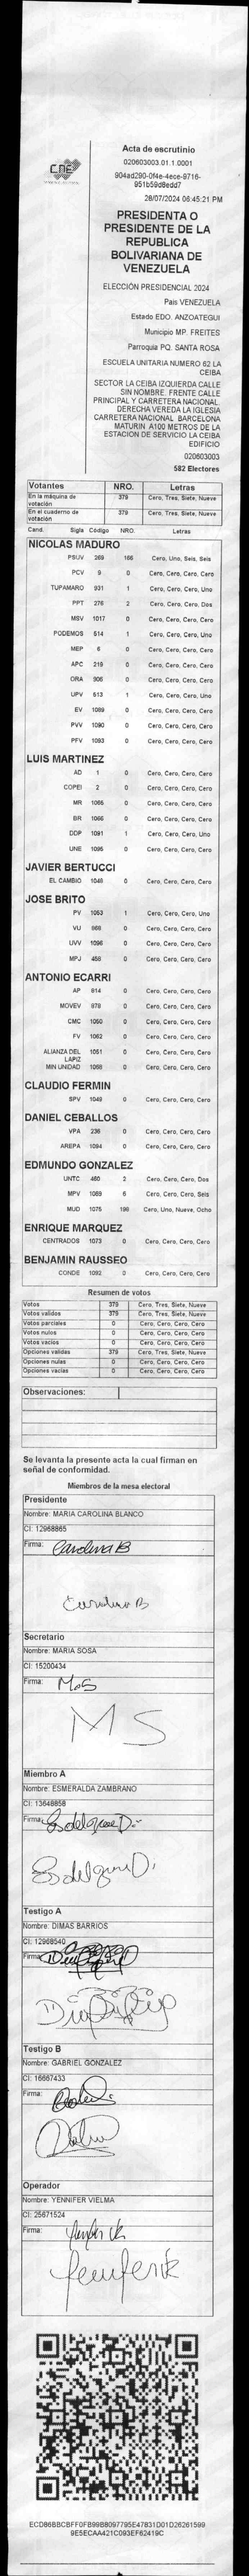 CNE
Acta de escrutinio
020603003.01.1.0001
904ad290-0f4e-4ece-9716-
951b59d8edd7
28/07/2024 06:45:21 PM
PRESIDENTA O
PRESIDENTE DE LA
REPUBLICA
BOLIVARIANA DE
VENEZUELA
ELECCIÓN PRESIDENCIAL 2024
Pais VENEZUELA
Estado EDO. ANZOATEGUI
Municipio MP. FREITES
Parroquia PQ. SANTA ROSA
ESCUELA UNITARIA NUMERO 62 LA
CEIBA
SECTOR LA CEIBA IZQUIERDA CALLE
SIN NOMBRE. FRENTE CALLE
PRINCIPAL Y CARRETERA NACIONAL.
DERECHA VEREDA LA IGLESIA
CARRETERA NACIONAL BARCELONA
MATURIN A100 METROS DE LA
ESTACION DE SERVICIO LA CEIBA
EDIFICIO
020603003
582 Electores
Votantes NRO. Letras
En la máquina de votación 379 Cero, Tres, Siete, Nueve
En el cuaderno de votación 379 Cero, Tres, Siete, Nueve
Cand. Sigla Código NRO. Letras
NICOLAS MADURO
PSUV 269 166 Cero, Uno, Seis, Seis
PCV 9 0 Cero, Cero, Cero, Cero
TUPAMARO 931 1 Cero, Cero, Cero, Uno
PPT 276 2 Cero, Cero, Cero, Dos
MSV 1017 0 Cero, Cero, Cero, Cero
PODEMOS 514 1 Cero, Cero, Cero, Uno
MEP 6 0 Cero, Cero, Cero, Cero
APC 219 0 Cero, Cero, Cero, Cero
ORA 906 0 Cero, Cero, Cero, Cero
UPV 613 1 Cero, Cero, Cero, Uno
EV 1089 0 Cero, Cero, Cero, Cero
PVV 1090 0 Cero, Cero, Cero, Cero
PFV 1093 0 Cero, Cero, Cero, Cero
LUIS MARTINEZ
AD 1 0 Cero, Cero, Cero, Cero
COPEI 2 0 Cero, Cero, Cero, Cero
MR 1065 0 Cero, Cero, Cero, Cero
BR 1066 0 Cero, Cero, Cero, Cero
DDP 1091 1 Cero, Cero, Cero, Uno
UNE 1095 0 Cero, Cero, Cero, Cero
JAVIER BERTUCCI
EL CAMBIO 1048 0 Cero, Cero, Cero, Cero
JOSE BRITO
PV 1053 1 Cero, Cero, Cero, Uno
VU 868 0 Cero, Cero, Cero, Cero
UVV 1096 0 Cero, Cero, Cero, Cero
MPJ 458 0 Cero, Cero, Cero, Cero
ANTONIO ECARRI
AP 614 0 Cero, Cero, Cero, Cero
MOVEV 978 0 Cero, Cero, Cero, Cero
CMC 1050 0 Cero, Cero, Cero, Cero
FV 1062 0 Cero, Cero, Cero, Cero
ALIANZA DEL LAPIZ 1051 0 Cero, Cero, Cero, Cero
MIN UNIDAD 1068 0 Cero, Cero, Cero, Cero
CLAUDIO FERMIN
SPV 1049 0 Cero, Cero, Cero, Cero
DANIEL CEBALLOS
VPA 236 0 Cero, Cero, Cero, Cero
AREPA 1094 0 Cero, Cero, Cero, Cero
EDMUNDO GONZALEZ
UNTC 460 2 Cero, Cero, Cero, Dos
MPV 1069 6 Cero, Cero, Cero, Seis
MUD 1075 198 Cero, Uno, Nueve, Ocho
ENRIQUE MARQUEZ
CENTRADOS 1073 0 Cero, Cero, Cero, Cero
BENJAMIN RAUSSEO
CONDE 1092 0 Cero, Cero, Cero, Cero
Resumen de votos
Votos 379 Cero, Tres, Siete, Nueve
Votos validos 379 Cero, Tres, Siete, Nueve
Votos parciales 0 Cero, Cero, Cero, Cero
Votos nulos 0 Cero, Cero, Cero, Cero
Votos vacios 0 Cero, Cero, Cero, Cero
Opciones validas 379 Cero, Tres, Siete, Nueve
Opciones nulas 0 Cero, Cero, Cero, Cero
Opciones vacias 0 Cero, Cero, Cero, Cero
Observaciones:
Se levanta la presente acta la cual firman en
señal de conformidad.
Miembros de la mesa electoral
Presidente
Nombre: MARIA CAROLINA BLANCO
CI: 12968865
Firma: Carolina B
Carolina B
Secretario
Nombre: MARIA SOSA
CI: 15200434
Firma: MS
MS
Miembro A
Nombre: ESMERALDA ZAMBRANO
CI: 13648858
Firma:
Testigo A
Nombre: DIMAS BARRIOS
CI: 12968540
Firma:
Testigo B
Nombre: GABRIEL GONZALEZ
CI: 16667433
Firma:
Operador
Nombre: YENNIFER VIELMA
CI: 25671524
Firma:
ECD86BBCBFF0FB99B8097795E47831D01D26261599
9E5ECAA421C093EF62419C